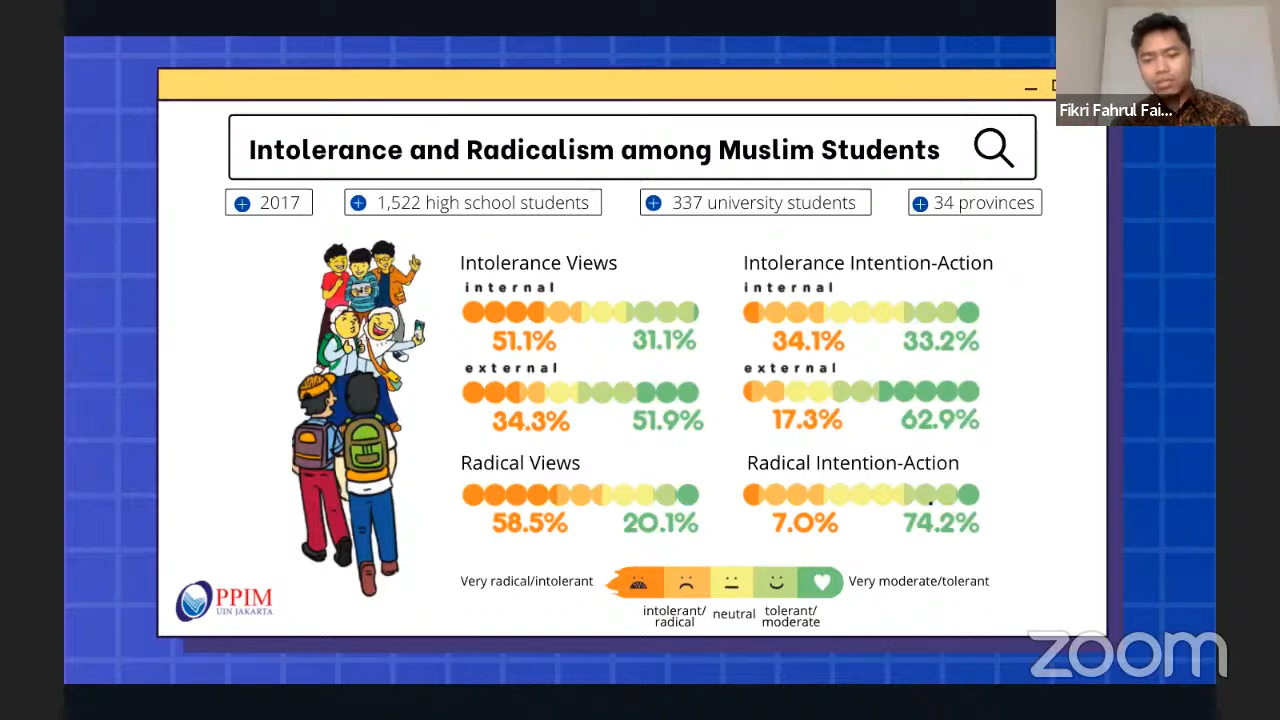 Fikri Fahrul Fai...
Intolerance and Radicalism among Muslim Students
2017
1,522 high school students
337 university students
34 provinces
Intolerance Views
internal
51.1% 31.1%
external
34.3% 51.9%
Radical Views
58.5% 20.1%
Intolerance Intention-Action
internal
34.1% 33.2%
external
17.3% 62.9%
Radical Intention-Action
7.0% 74.2%
Very radical/intolerant
intolerant/
radical
neutral
tolerant/
moderate
Very moderate/tolerant
PPIM
UIN JAKARTA
zoom